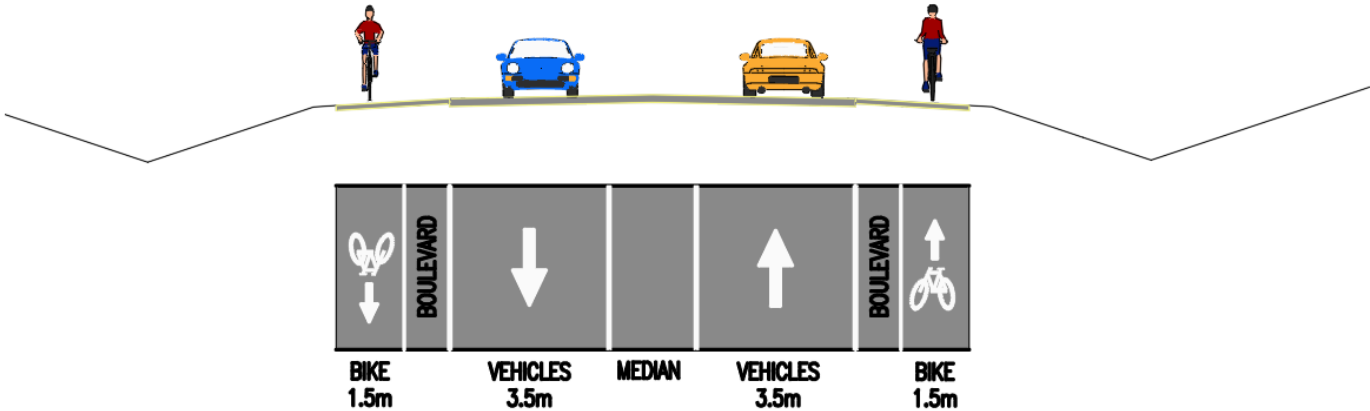 BOULEVARD
BOULEVARD
BIKE
1.5m
VEHICLES
3.5m
MEDIAN
VEHICLES
3.5m
BIKE
1.5m